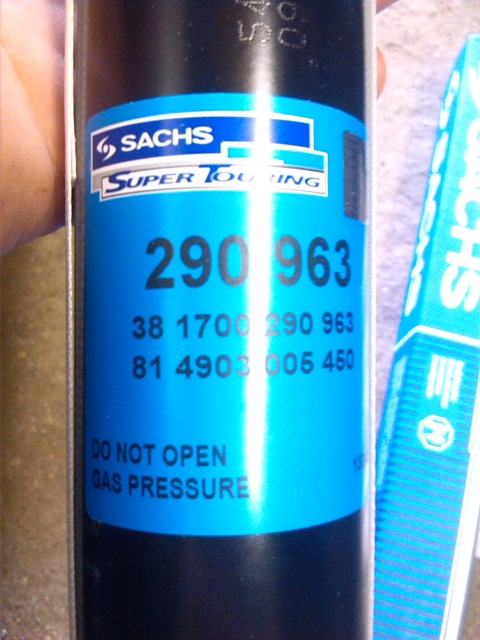 SACHS
SUPER TOURING
290 963
38 1700 290 963
81 4903 005 450
DO NOT OPEN
GAS PRESSURE
SACHS
SACHS